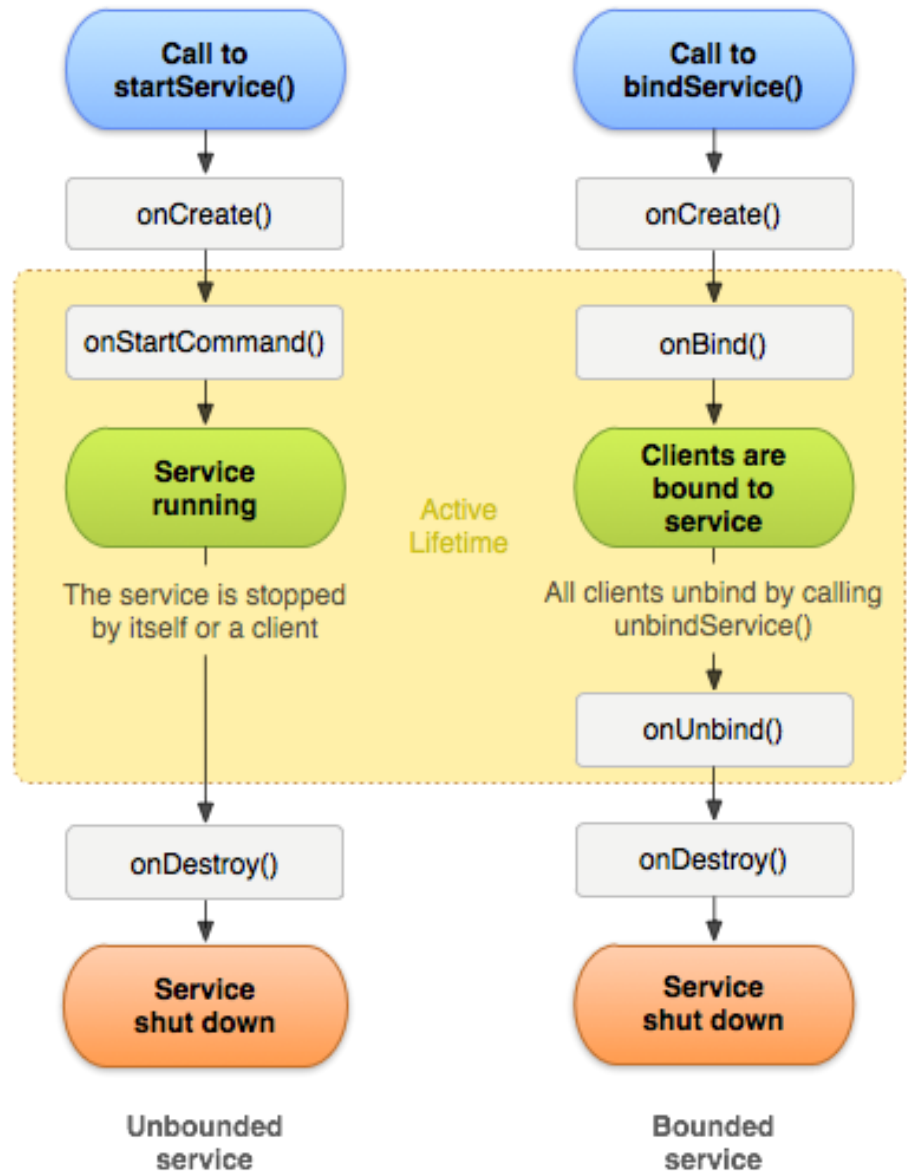 Call to
startService()
onCreate()
onStartCommand()
Service
running
The service is stopped
by itself or a client
onDestroy()
Service
shut down
Unbounded
service
Active
Lifetime
Call to
bindService()
onCreate()
onBind()
Clients are
bound to
service
All clients unbind by calling
unbindService()
onUnbind()
onDestroy()
Service
shut down
Bounded
service